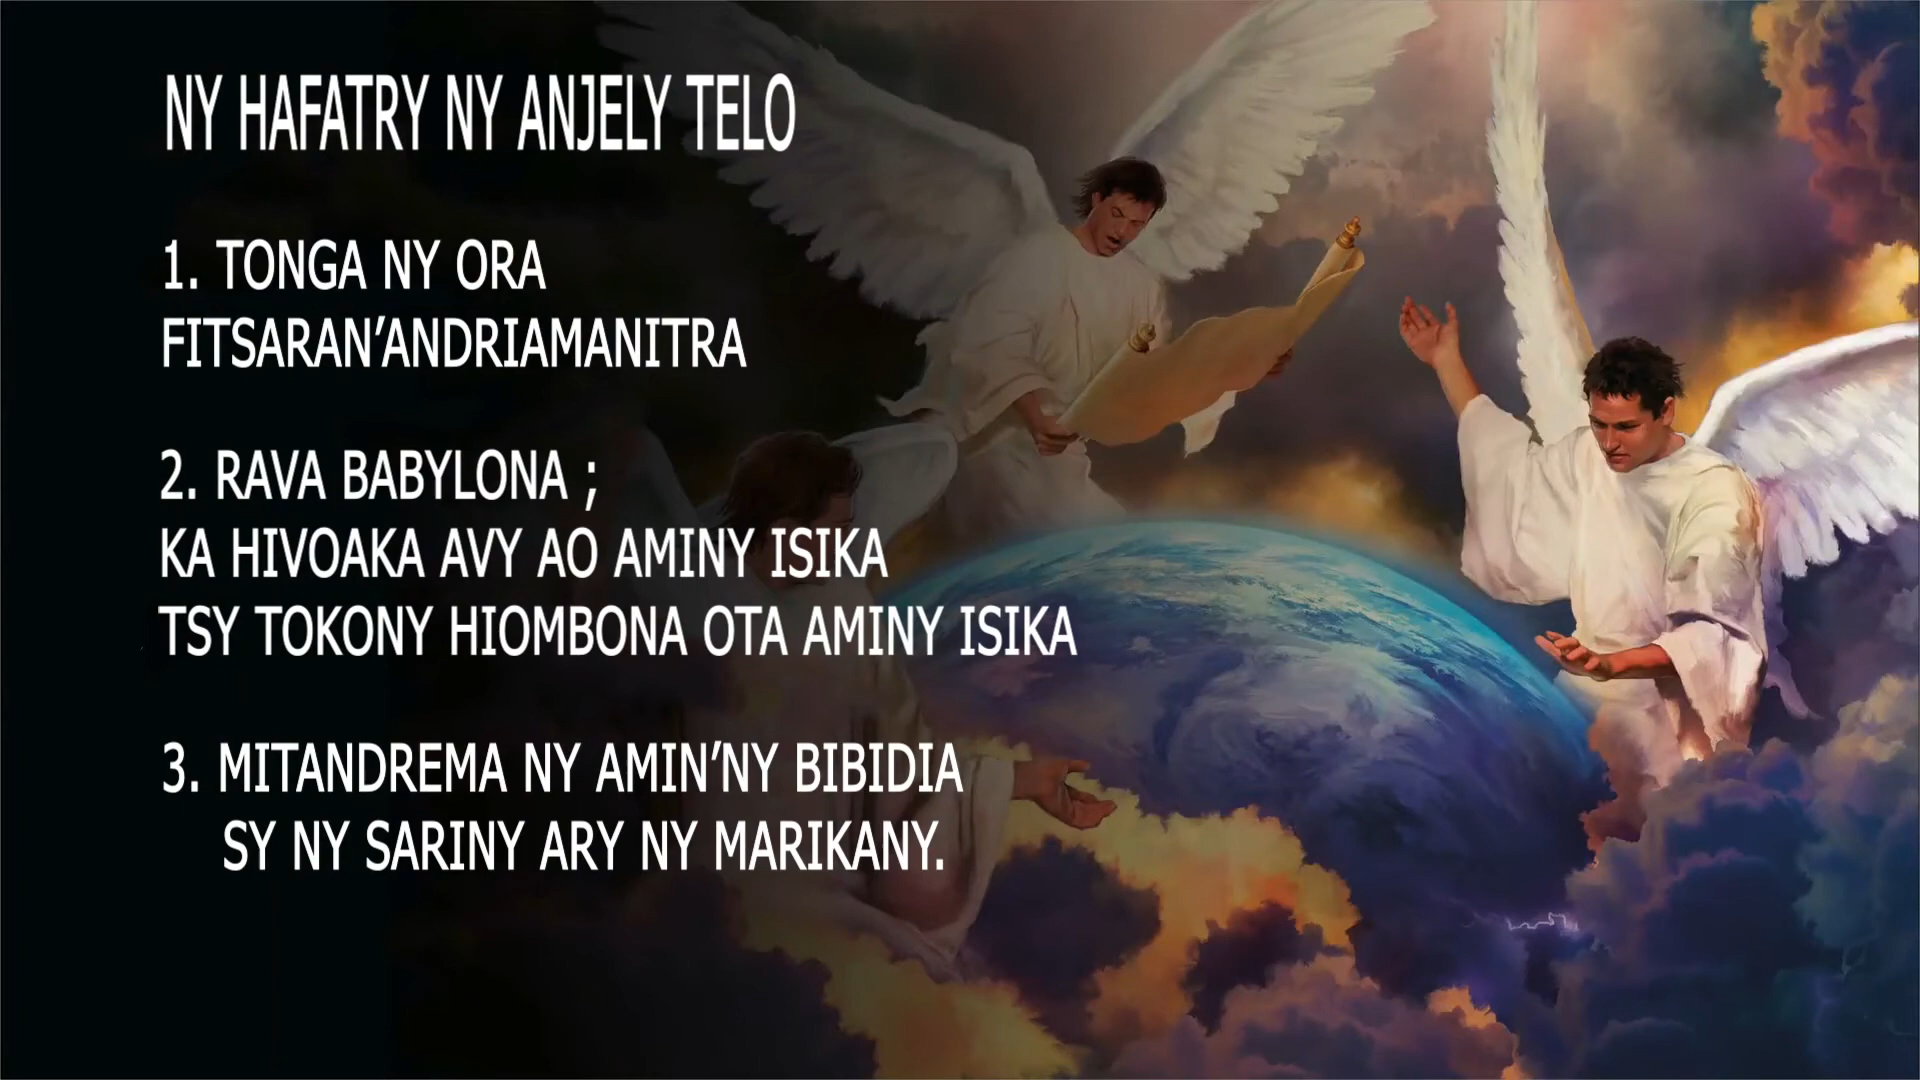 NY HAFATRY NY ANJELY TELO
1. TONGA NY ORA
FITSARAN’ANDRIAMANITRA
2. RAVA BABYLONA ;
KA HIVOAKA AVY AO AMINY ISIKA
TSY TOKONY HIOMBONA OTA AMINY ISIKA
3. MITANDREMA NY AMIN’NY BIBIDIA
SY NY SARINY ARY NY MARIKANY.